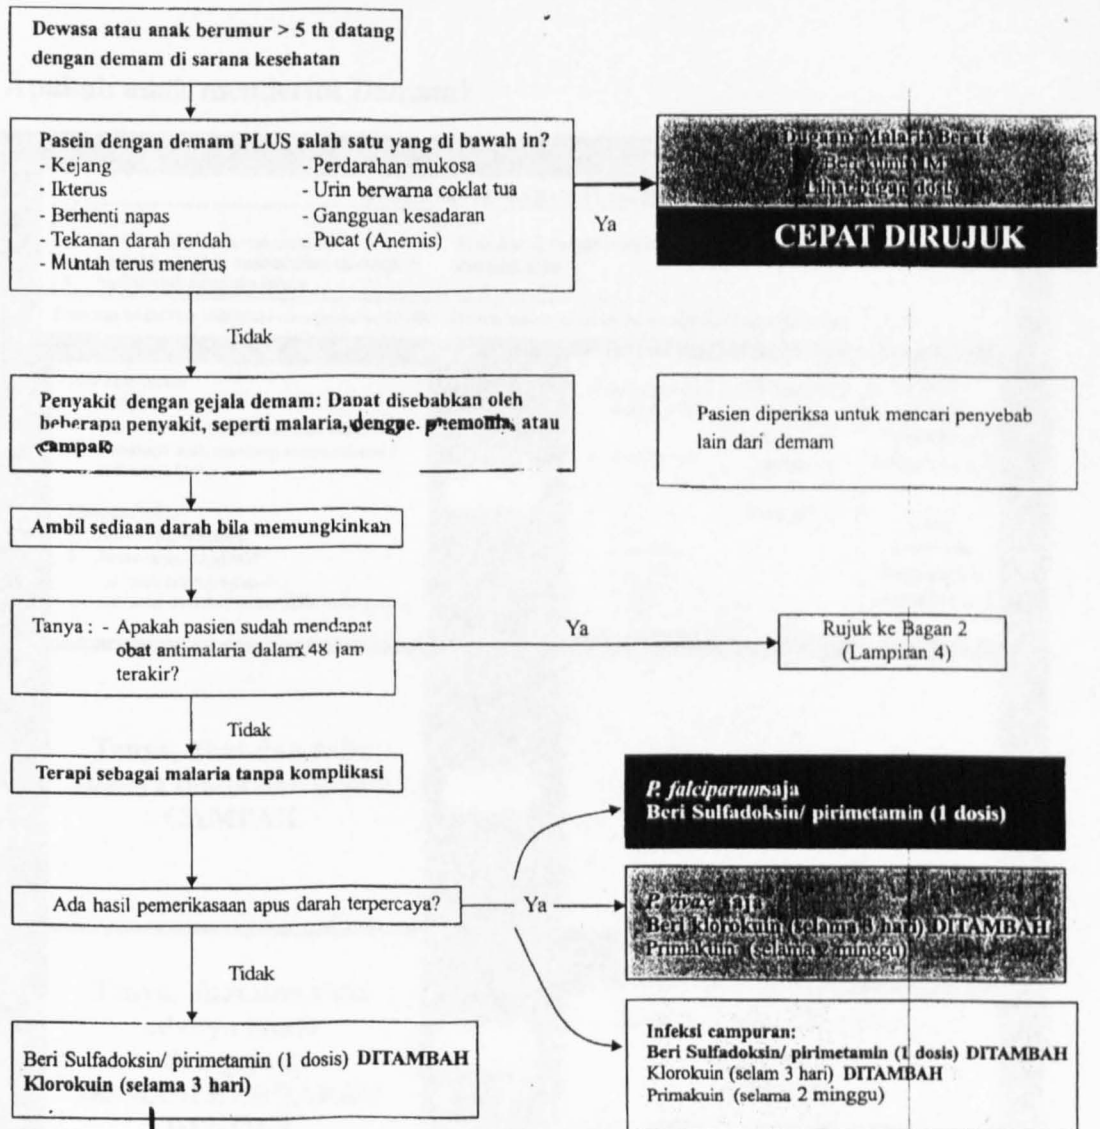 Dewasa atau anak berumur > 5 th datang
dengan demam di sarana kesehatan
Pasein dengan demam PLUS salah satu yang di bawah in?
- Kejang
- Ikterus
- Berhenti napas
- Tekanan darah rendah
- Muntah terus menerus
- Perdarahan mukosa
- Urin berwarna coklat tua
- Gangguan kesadaran
- Pucat (Anemis)
Ya
Dugaan Malaria Berat
Beri kinin IM
Lihat bagan dosis
CEPAT DIRUJUK
Tidak
Penyakit dengan gejala demam: Dapat disebabkan oleh
beberapa penyakit, seperti malaria, dengue. pnemonia, atau
campak
Pasien diperiksa untuk mencari penyebab
lain dari demam
Ambil sediaan darah bila memungkinkan
Tanya : - Apakah pasien sudah mendapat
obat antimalaria dalam 48 jam
terakir?
Ya
Rujuk ke Bagan 2
(Lampiran 4)
Tidak
Terapi sebagai malaria tanpa komplikasi
P. falciparum saja
Beri Sulfadoksin/ pirimetamin (1 dosis)
Ada hasil pemerikasaan apus darah terpercaya?
Ya
P. vivax saja
Beri klorokuin (selama 3 hari) DITAMBAH
Primakuin (selama 2 minggu)
Tidak
Infeksi campuran:
Beri Sulfadoksin/ pirimetamin (1 dosis) DITAMBAH
Klorokuin (selam 3 hari) DITAMBAH
Primakuin (selama 2 minggu)
Beri Sulfadoksin/ pirimetamin (1 dosis) DITAMBAH
Klorokuin (selama 3 hari)